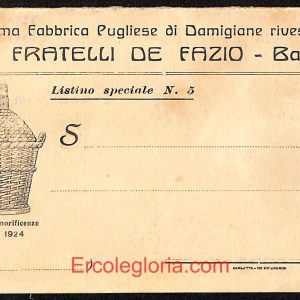 ma Fabbrica Pugliese di Damigiane rives
FRATELLI DE FAZIO - Ba
Listino speciale N. 5
S
norificenze
1924
Ercolegloria.com